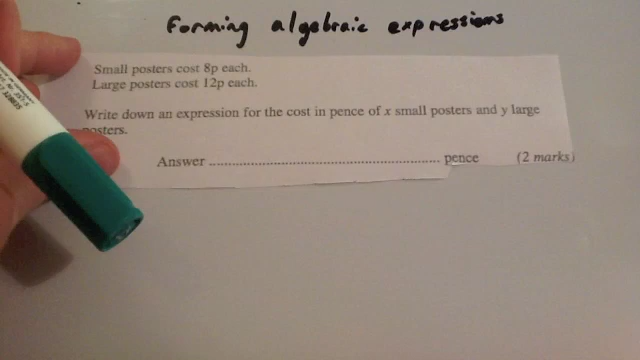 Forming algebraic expressions
Small posters cost 8p each.
Large posters cost 12p each.
Write down an expression for the cost in pence of x small posters and y large
posters.
Answer ................................................................ pence (2 marks)